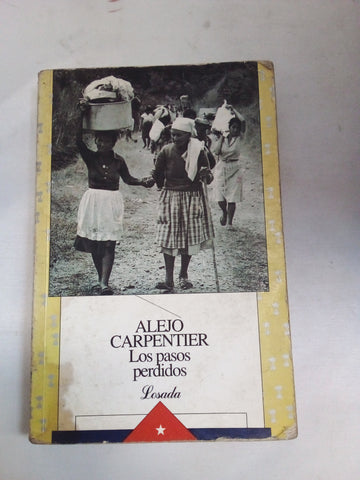 ALEJO
CARPENTIER
Los pasos
perdidos
Losada